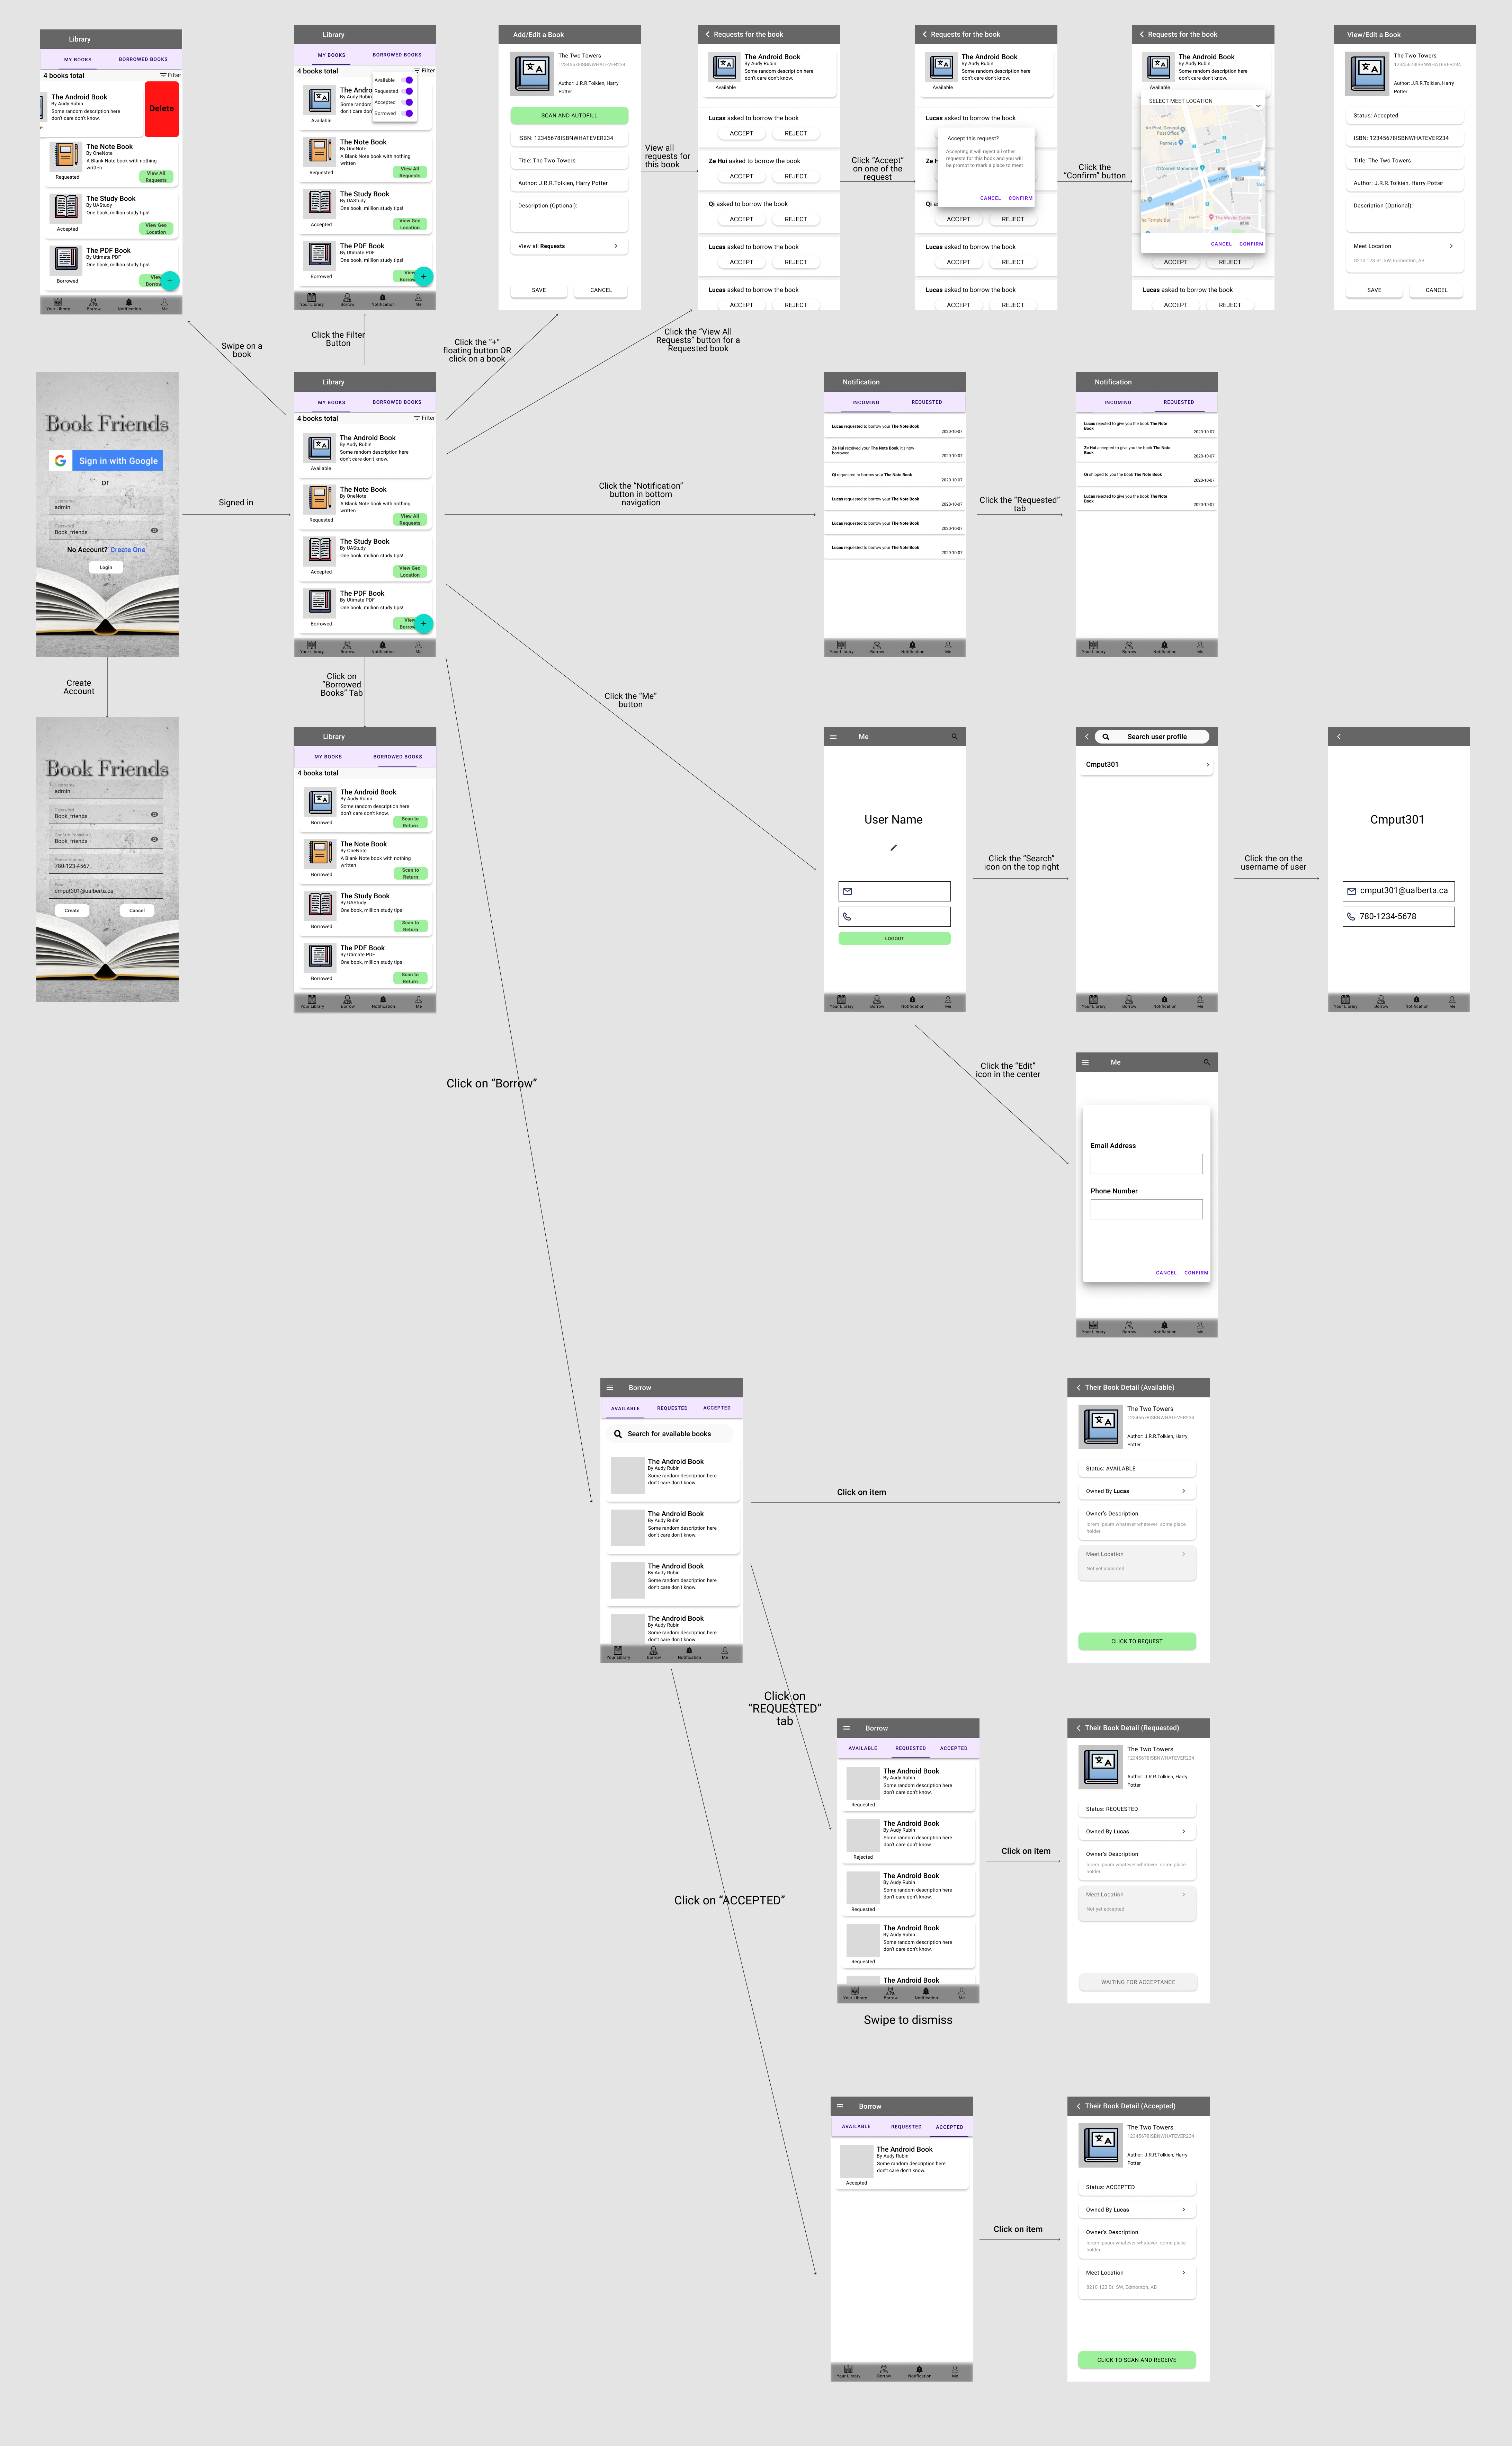 Library
MY BOOKS
BORROWED BOOKS
4 books total
Filter
The Android Book
By Audy Rubin
Some random description here
don't care don't know.
Delete
The Note Book
By OneNote
A Blank Note book with nothing
written
Requested
View All
Requests
The Study Book
By UAStudy
One book, million study tips!
Accepted
View Geo
Location
The PDF Book
By Utimate PDF
One book, million study tips!
Borrowed
View
Borrow
+
Your Library
Borrow
Notification
Me
Library
MY BOOKS
BORROWED BOOKS
4 books total
Filter
Available
Requested
Accepted
Borrowed
The Andro
By Audy Rubin
Some random
don't care don'
Available
The Note Book
By OneNote
A Blank Note book with nothing
written
Requested
View All
Requests
The Study Book
By UAStudy
One book, million study tips!
Accepted
View Geo
Location
The PDF Book
By Utimate PDF
One book, million study tips!
Borrowed
View
Borrow
+
Your Library
Borrow
Notification
Me
Add/Edit a Book
The Two Towers
12345678ISBNWHATEVER234
Author: J.R.R.Tolkien, Harry
Potter
SCAN AND AUTOFILL
ISBN: 12345678ISBNWHATEVER234
Title: The Two Towers
Author: J.R.R.Tolkien, Harry Potter
Description (Optional):
View all Requests
SAVE
CANCEL
View all
requests for
this book
Requests for the book
The Android Book
By Audy Rubin
Some random description here
don't care don't know.
Available
Lucas asked to borrow the book
ACCEPT
REJECT
Ze Hui asked to borrow the book
ACCEPT
REJECT
Qi asked to borrow the book
ACCEPT
REJECT
Lucas asked to borrow the book
ACCEPT
REJECT
Lucas asked to borrow the book
ACCEPT
REJECT
Click "Accept"
on one of the
request
Requests for the book
The Android Book
By Audy Rubin
Some random description here
don't care don't know.
Available
Lucas asked to borrow the book
Accept this request?
Accepting it will reject all other
requests for this book and you will
be prompt to mark a place to meet
CANCEL
CONFIRM
Ze H
Qi a
ACCEPT
REJECT
Lucas asked to borrow the book
ACCEPT
REJECT
Lucas asked to borrow the book
ACCEPT
REJECT
Click the
"Confirm" button
Requests for the book
The Android Book
By Audy Rubin
Some random description here
don't care don't know.
Available
SELECT MEET LOCATION
An Post, General
Post Office
Penneys
O'Connell Monument
Tara
he Temple Bar
The Westin Dublin
CANCEL
CONFIRM
ACCEPT
REJECT
Lucas asked to borrow the book
ACCEPT
REJECT
View/Edit a Book
The Two Towers
12345678ISBNWHATEVER234
Author: J.R.R.Tolkien, Harry
Potter
Status: Accepted
ISBN: 12345678ISBNWHATEVER234
Title: The Two Towers
Author: J.R.R.Tolkien, Harry Potter
Description (Optional):
Meet Location
8210 123 St. SW, Edmonton, AB
SAVE
CANCEL
Swipe on a
book
Click the Filter
Button
Click the "+"
floating button OR
click on a book
Click the "View All
Requests" button for a
Requested book
Book Friends
Sign in with Google
or
Username
admin
Password
Book_friends
No Account? Create One
Login
Signed in
Library
MY BOOKS
BORROWED BOOKS
4 books total
Filter
The Android Book
By Audy Rubin
Some random description here
don't care don't know.
Available
The Note Book
By OneNote
A Blank Note book with nothing
written
Requested
View All
Requests
The Study Book
By UAStudy
One book, million study tips!
Accepted
View Geo
Location
The PDF Book
By Utimate PDF
One book, million study tips!
Borrowed
View
Borrow
+
Your Library
Borrow
Notification
Me
Click the "Notification"
button in bottom
navigation
Notification
INCOMING
REQUESTED
Lucas requested to borrow your The Note Book
2020-10-07
Ze Hui received your The Note Book, it's now
borrowed.
2020-10-07
Qi requested to borrow your The Note Book
2020-10-07
Lucas requested to borrow your The Note Book
2020-10-07
Lucas requested to borrow your The Note Book
2020-10-07
Lucas requested to borrow your The Note Book
2020-10-07
Your Library
Borrow
Notification
Me
Click the "Requested"
tab
Notification
INCOMING
REQUESTED
Lucas rejected to give you the book The Note
Book
2020-10-07
Ze Hui accepted to give you the book The Note
Book
2020-10-07
Qi shipped to you the book The Note Book
2020-10-07
Lucas rejected to give you the book The Note
Book
2020-10-07
Your Library
Borrow
Notification
Me
Create
Account
Click on
"Borrowed
Books" Tab
Click the "Me"
button
Book Friends
Username
admin
Password
Book_friends
Confirm Password
Book_friends
Phone Number
780-123-4567
Email
cmput301@ualberta.ca
Create
Cancel
Library
MY BOOKS
BORROWED BOOKS
4 books total
The Android Book
By Audy Rubin
Some random description here
don't care don't know.
Borrowed
Scan to
Return
The Note Book
By OneNote
A Blank Note book with nothing
written
Borrowed
Scan to
Return
The Study Book
By UAStudy
One book, million study tips!
Borrowed
Scan to
Return
The PDF Book
By Utimate PDF
One book, million study tips!
Borrowed
Scan to
Return
Your Library
Borrow
Notification
Me
Me
User Name
LOGOUT
Your Library
Borrow
Notification
Me
Click the "Search"
icon on the top right
Search user profile
Cmput301
Your Library
Borrow
Notification
Me
Click the on the
username of user
Cmput301
cmput301@ualberta.ca
780-1234-5678
Your Library
Borrow
Notification
Me
Click the "Edit"
icon in the center
Me
Email Address
Phone Number
CANCEL
CONFIRM
Your Library
Borrow
Notification
Me
Click on "Borrow"
Borrow
AVAILABLE
REQUESTED
ACCEPTED
Search for available books
The Android Book
By Audy Rubin
Some random description here
don't care don't know.
The Android Book
By Audy Rubin
Some random description here
don't care don't know.
The Android Book
By Audy Rubin
Some random description here
don't care don't know.
The Android Book
By Audy Rubin
Some random description here
don't care don't know.
Your Library
Borrow
Notification
Me
Click on item
Their Book Detail (Available)
The Two Towers
12345678ISBNWHATEVER234
Author: J.R.R.Tolkien, Harry
Potter
Status: AVAILABLE
Owned By Lucas
Owner's Description
lorem ipsum whatever whatever some place
holder
Meet Location
Not yet accepted
CLICK TO REQUEST
Click on
"REQUESTED"
tab
Borrow
AVAILABLE
REQUESTED
ACCEPTED
The Android Book
By Audy Rubin
Some random description here
don't care don't know.
Requested
The Android Book
By Audy Rubin
Some random description here
don't care don't know.
Rejected
The Android Book
By Audy Rubin
Some random description here
don't care don't know.
Requested
The Android Book
By Audy Rubin
Some random description here
don't care don't know.
Requested
The Android Book
Your Library
Borrow
Notification
Me
Swipe to dismiss
Click on item
Their Book Detail (Requested)
The Two Towers
12345678ISBNWHATEVER234
Author: J.R.R.Tolkien, Harry
Potter
Status: REQUESTED
Owned By Lucas
Owner's Description
lorem ipsum whatever whatever some place
holder
Meet Location
Not yet accepted
WAITING FOR ACCEPTANCE
Click on "ACCEPTED"
Borrow
AVAILABLE
REQUESTED
ACCEPTED
The Android Book
By Audy Rubin
Some random description here
don't care don't know.
Accepted
Your Library
Borrow
Notification
Me
Click on item
Their Book Detail (Accepted)
The Two Towers
12345678ISBNWHATEVER234
Author: J.R.R.Tolkien, Harry
Potter
Status: ACCEPTED
Owned By Lucas
Owner's Description
lorem ipsum whatever whatever some place
holder
Meet Location
8210 123 St. SW, Edmonton, AB
CLICK TO SCAN AND RECEIVE